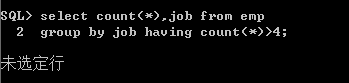 SQL> select count(*),job from emp
2 group by job having count(*)>4;
未选定行